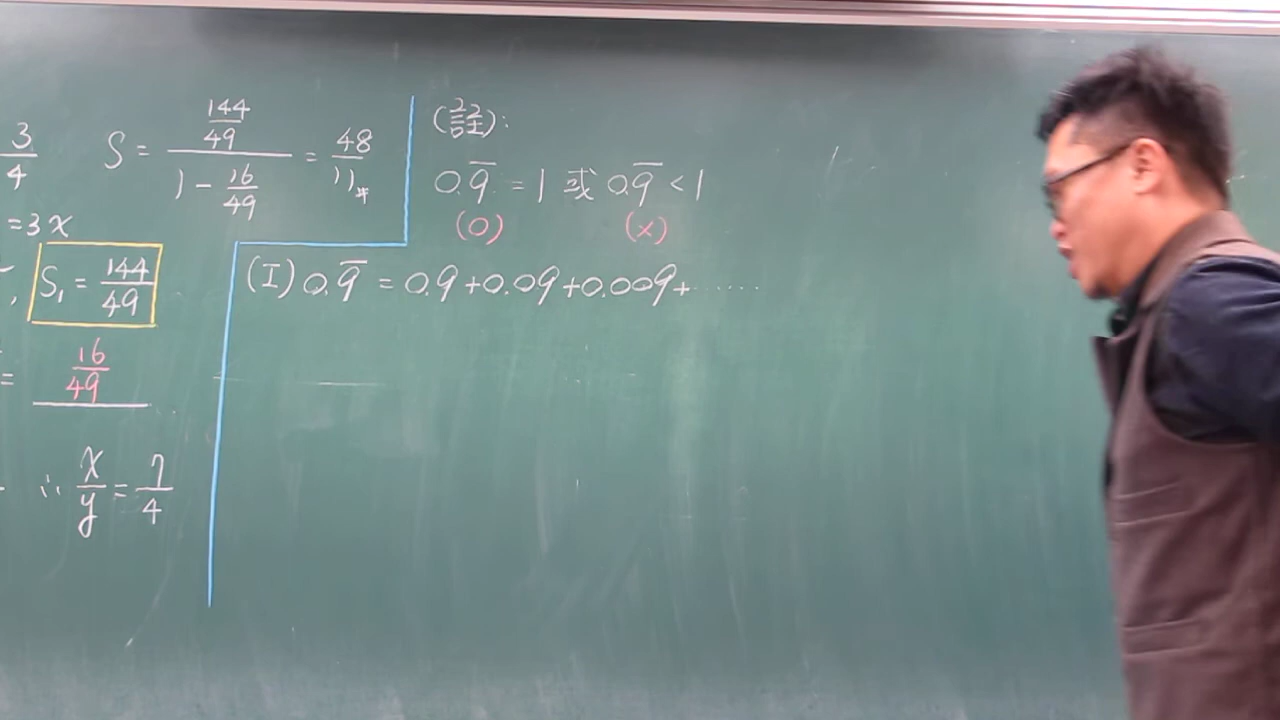 3/4 S = (144/49)/(1 - 16/49) = 48/11 #
=3x
, S₁ = 144/49
= 16/49
∴ x/y = 7/4
(註):
0.9̅ = 1 或 0.9̅ < 1
(O) (×)
(I) 0.9̅ = 0.9+0.09+0.009+······